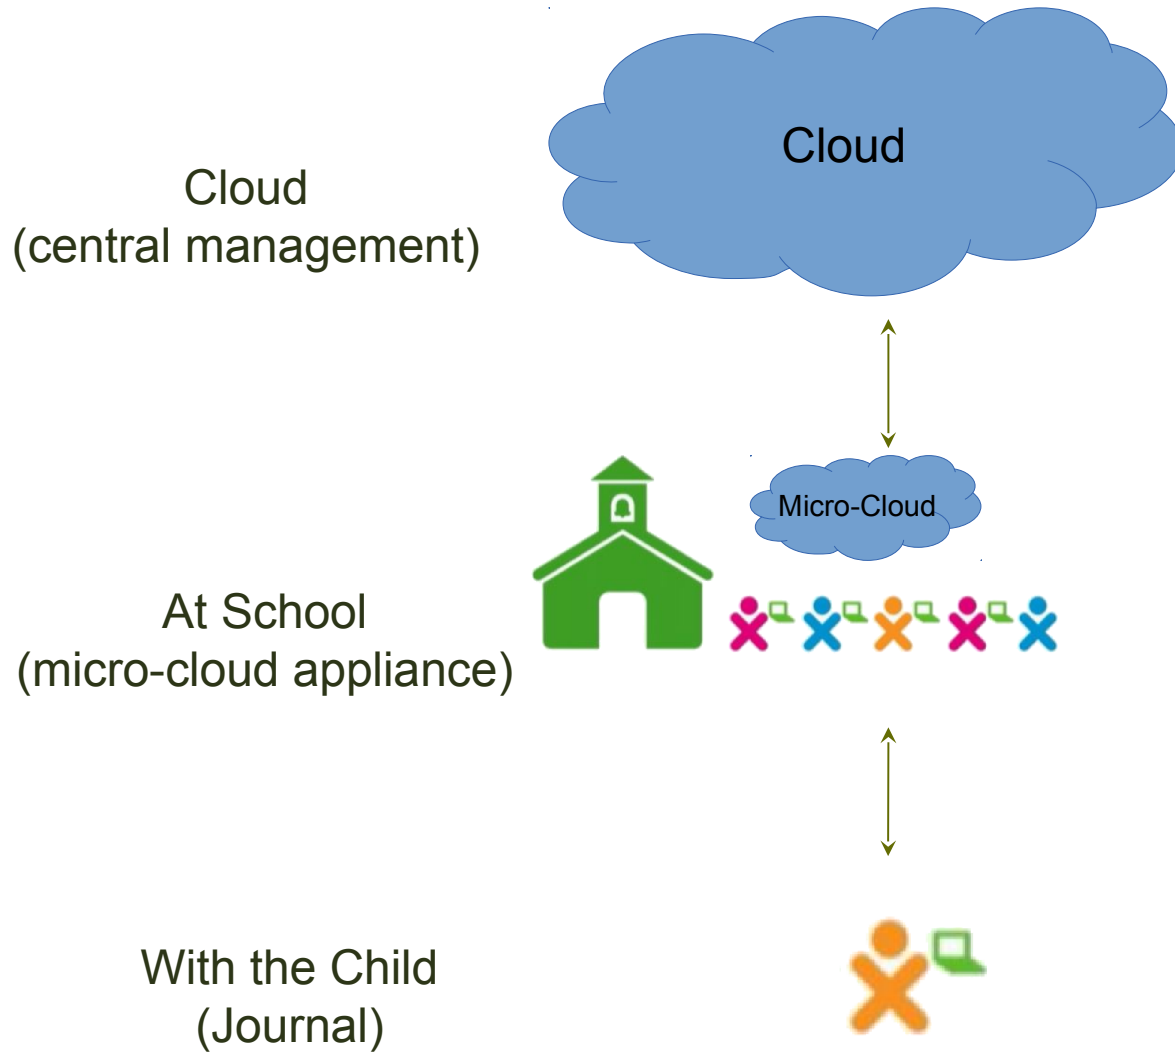 Cloud
Cloud
(central management)
Micro-Cloud
At School
(micro-cloud appliance)
With the Child
(Journal)